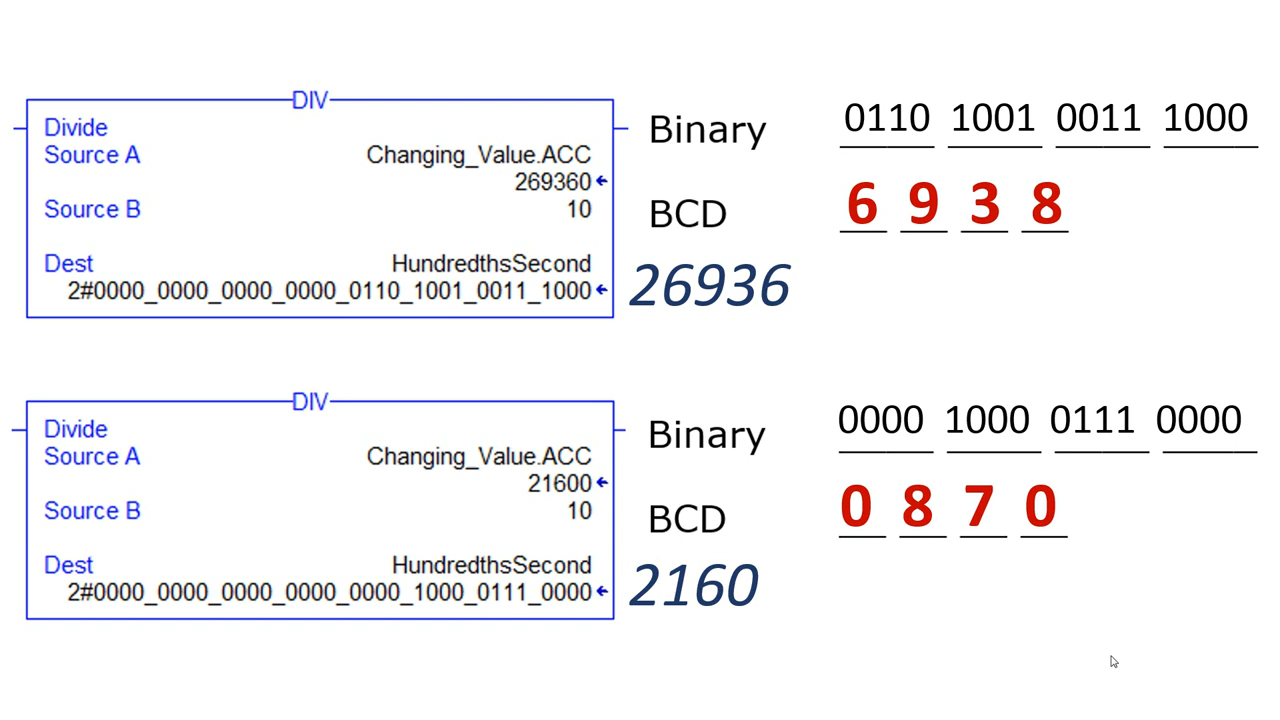 DIV
Divide
Source A Changing_Value.ACC
269360
Source B 10
Dest HundredthsSecond
2#0000_0000_0000_0000_0110_1001_0011_1000
Binary 0110 1001 0011 1000
BCD 6 9 3 8
26936
DIV
Divide
Source A Changing_Value.ACC
21600
Source B 10
Dest HundredthsSecond
2#0000_0000_0000_0000_0000_1000_0111_0000
Binary 0000 1000 0111 0000
BCD 0 8 7 0
2160